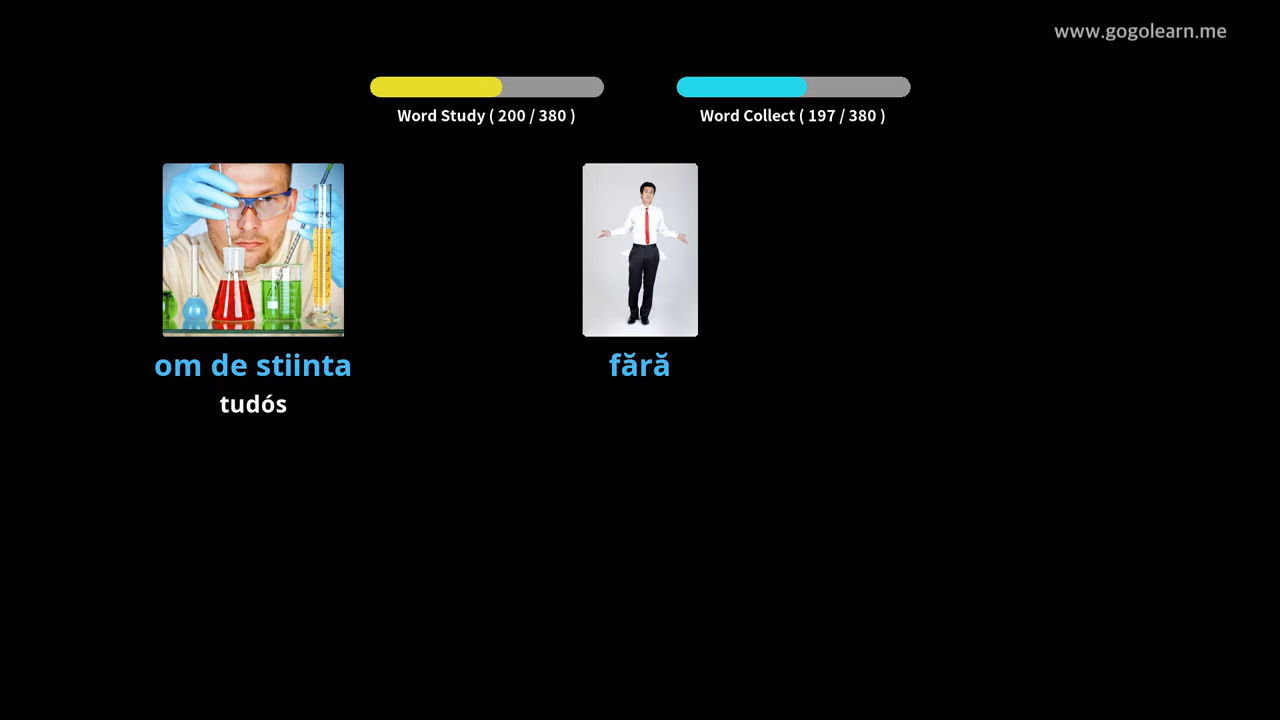 www.gogolearn.me
Word Study ( 200 / 380 )
Word Collect ( 197 / 380 )
om de stiinta
fără
tudós